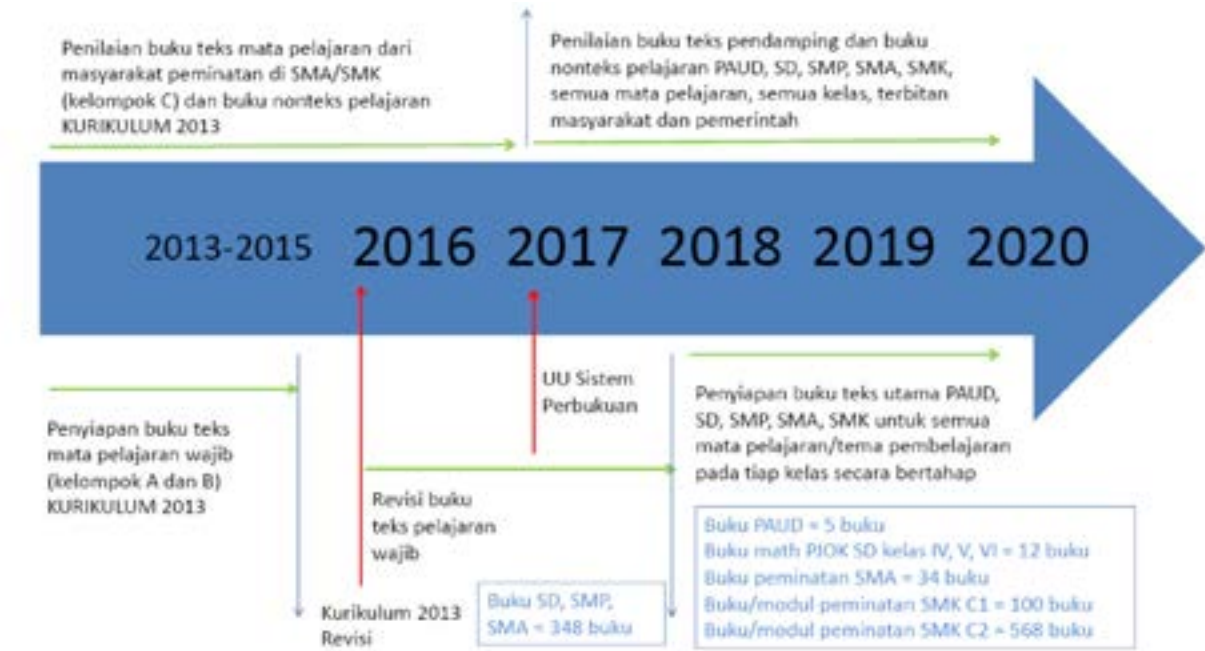 Penilaian buku teks mata pelajaran dari
masyarakat peminatan di SMA/SMK
(kelompok C) dan buku nonteks pelajaran
KURIKULUM 2013
Penilaian buku teks pendamping dan buku
nonteks pelajaran PAUD, SD, SMP, SMA, SMK,
semua mata pelajaran, semua kelas, terbitan
masyarakat dan pemerintah
2013-2015 2016 2017 2018 2019 2020
Penyiapan buku teks
mata pelajaran wajib
(kelompok A dan B)
KURIKULUM 2013
Kurikulum 2013
Revisi
Revisi buku
teks pelajaran
wajib
UU Sistem
Perbukuan
Buku SD, SMP,
SMA = 348 buku
Penyiapan buku teks utama PAUD,
SD, SMP, SMA, SMK untuk semua
mata pelajaran/tema pembelajaran
pada tiap kelas secara bertahap
Buku PAUD = 5 buku
Buku math PJOK SD kelas IV, V, VI = 12 buku
Buku peminatan SMA = 34 buku
Buku/modul peminatan SMK C1 = 100 buku
Buku/modul peminatan SMK C2 = 568 buku